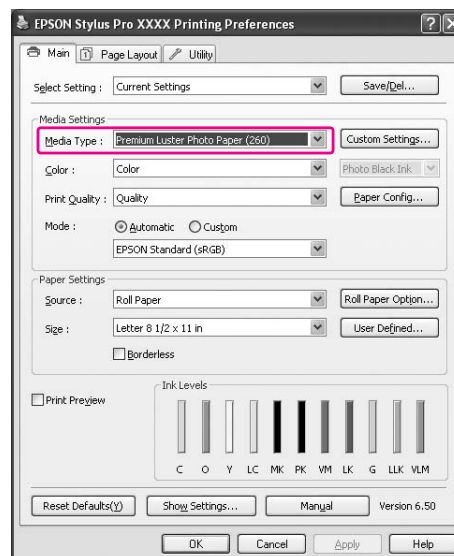 EPSON Stylus Pro XXXX Printing Preferences
Main Page Layout Utility
Select Setting : Current Settings Save/Del...
Media Settings
Media Type : Premium Luster Photo Paper (260) Custom Settings...
Color : Color Photo Black Ink
Print Quality : Quality Paper Config...
Mode : Automatic Custom
EPSON Standard (sRGB)
Paper Settings
Source : Roll Paper Roll Paper Option...
Size : Letter 8 1/2 x 11 in User Defined...
Borderless
Print Preview
Ink Levels
C O Y LC MK PK VM LK G LLK VLM
Reset Defaults(Y) Show Settings... Manual Version 6.50
OK Cancel Apply Help